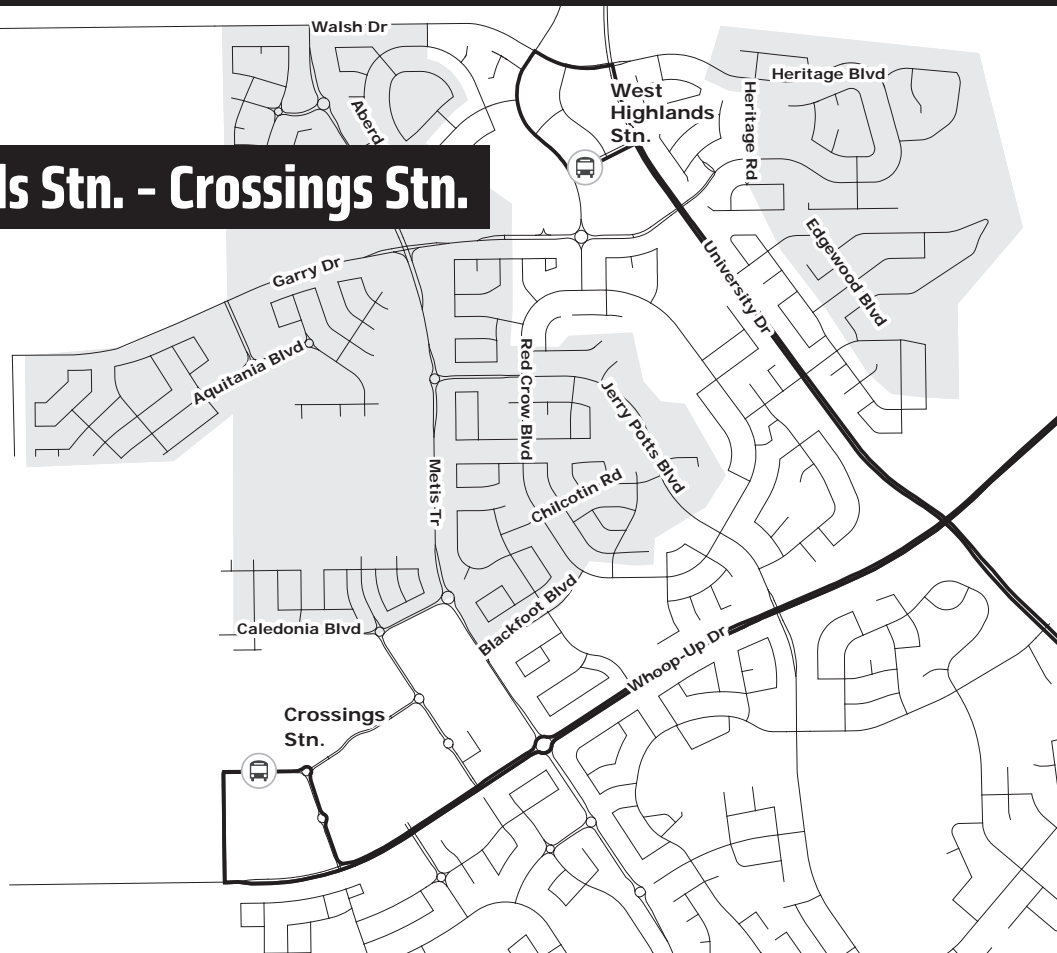 Walsh Dr
Heritage Blvd
West
Highlands
Stn.
Heritage Rd
Aberd
ls Stn. – Crossings Stn.
Edgewood Blvd
University Dr
Garry Dr
Aquitania Blvd
Red Crow Blvd
Jerry Potts Blvd
Metis Tr
Chilcotin Rd
Blackfoot Blvd
Caledonia Blvd
Whoop-Up Dr
Crossings
Stn.